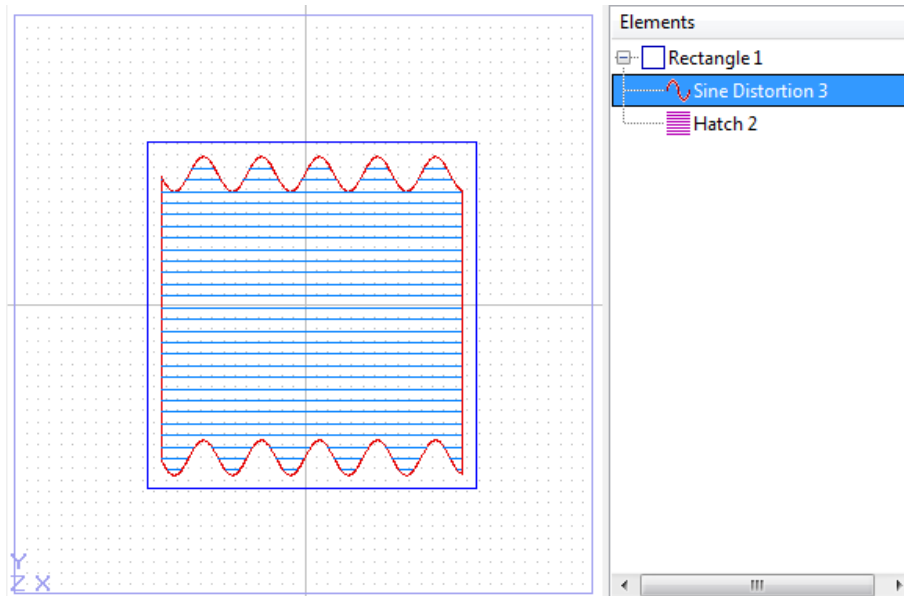 Elements
Rectangle 1
Sine Distortion 3
Hatch 2
Y
Z X